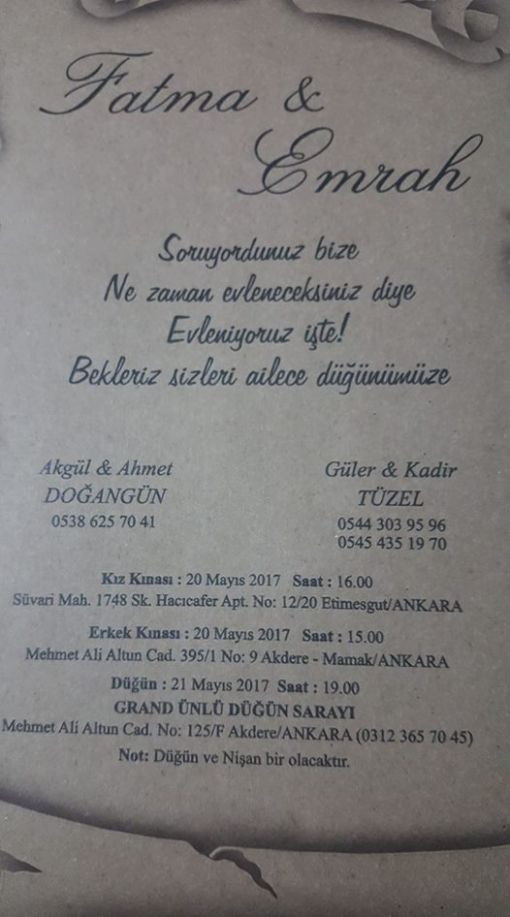 Fatma &
Emrah
Soruyordunuz bize
Ne zaman evleneceksiniz diye
Evleniyoruz işte!
Bekleriz sizleri ailece düğünümüze
Akgül & Ahmet
DOĞANGÜN
0538 625 70 41
Güler & Kadir
TÜZEL
0544 303 95 96
0545 435 19 70
Kız Kınası : 20 Mayıs 2017 Saat : 16.00
Süvari Mah. 1748 Sk. Hacıcafer Apt. No: 12/20 Etimesgut/ANKARA
Erkek Kınası : 20 Mayıs 2017 Saat : 15.00
Mehmet Ali Altun Cad. 395/1 No: 9 Akdere - Mamak/ANKARA
Düğün : 21 Mayıs 2017 Saat : 19.00
GRAND ÜNLÜ DÜĞÜN SARAYI
Mehmet Ali Altun Cad. No: 125/F Akdere/ANKARA (0312 365 70 45)
Not: Düğün ve Nişan bir olacaktır.